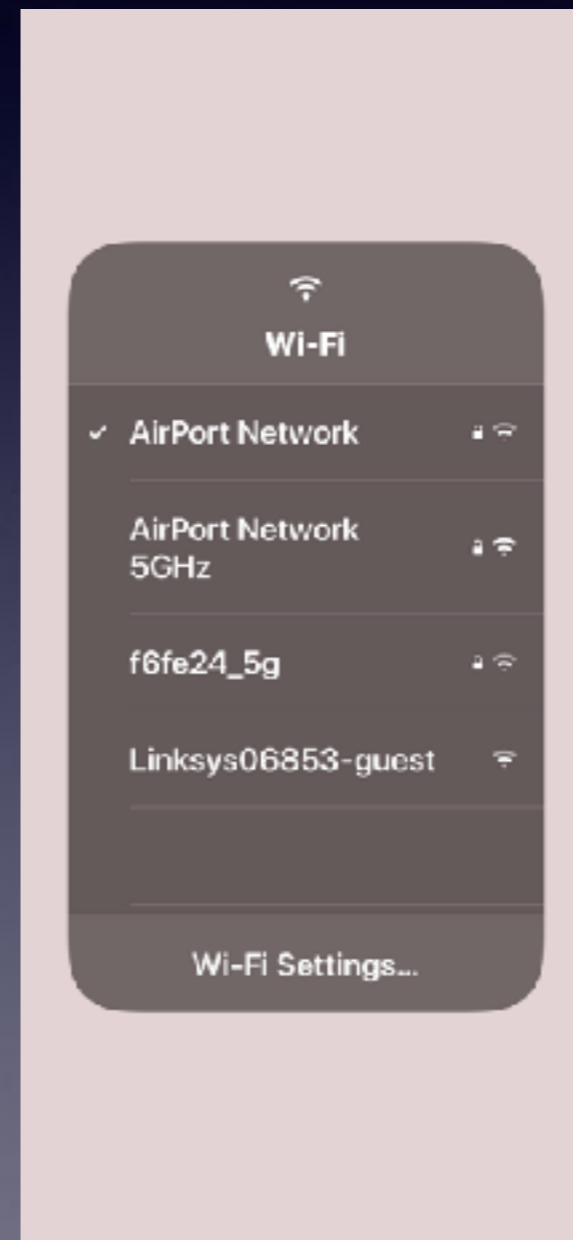 Wi-Fi
AirPort Network
AirPort Network
5GHz
f6fe24_5g
Linksys06853-guest
Wi-Fi Settings...